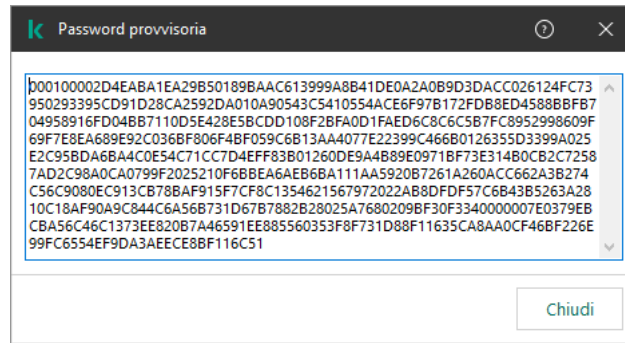 Password provvisoria
000100002D4EABA1EA29B50189BAAC613999A8B41DE0A2A0B9D3DACC026124FC73
950293395CD91D28CA2592DA010A90543C5410554ACE6F97B172FDB8ED4588BBFB7
04958916FD04BB7110D5E428E5BCDD108F2BFA0D1FAED6C8C6C5B7FC8952998609F
69F7E8EA689E92C036BF806F4BF059C6B13AA4077E22399C466B0126355D3399A025
E2C95BDA6BA4C0E54C71CC7D4EFF83B01260DE9A4B89E0971BF73E314B0CB2C7258
7AD2C98A0CA0799F2025210F6BBEA6AEB6BA111AA5920B7261A260ACC662A3B274
C56C9080EC913CB78BAF915F7CF8C1354621567972022AB8DFDF57C6B43B5263A28
10C18AF90A9C844C6A56B731D67B7882B28025A7680209BF30F3340000007E0379EB
CBA56C46C1373EE820B7A46591EE885560353F8F731D88F11635CA8AA0CF46BF226E
99FC6554EF9DA3AEECE8BF116C51
Chiudi